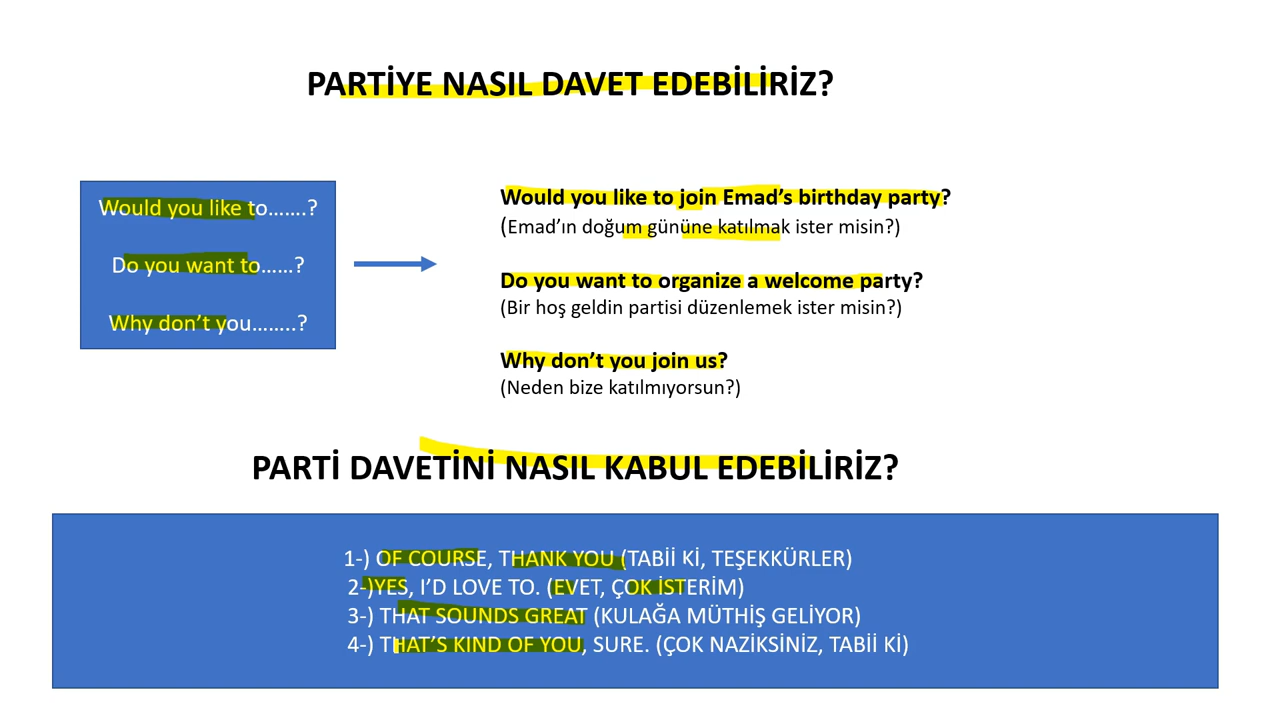 PARTİYE NASIL DAVET EDEBİLİRİZ?
Would you like to…….?
Do you want to……?
Why don’t you……..?
Would you like to join Emad’s birthday party?
(Emad’ın doğum gününe katılmak ister misin?)
Do you want to organize a welcome party?
(Bir hoş geldin partisi düzenlemek ister misin?)
Why don’t you join us?
(Neden bize katılmıyorsun?)
PARTİ DAVETİNİ NASIL KABUL EDEBİLİRİZ?
1-) OF COURSE, THANK YOU (TABİİ Kİ, TEŞEKKÜRLER)
2-)YES, I’D LOVE TO. (EVET, ÇOK İSTERİM)
3-) THAT SOUNDS GREAT (KULAĞA MÜTHİŞ GELİYOR)
4-) THAT’S KIND OF YOU, SURE. (ÇOK NAZİKSİNİZ, TABİİ Kİ)